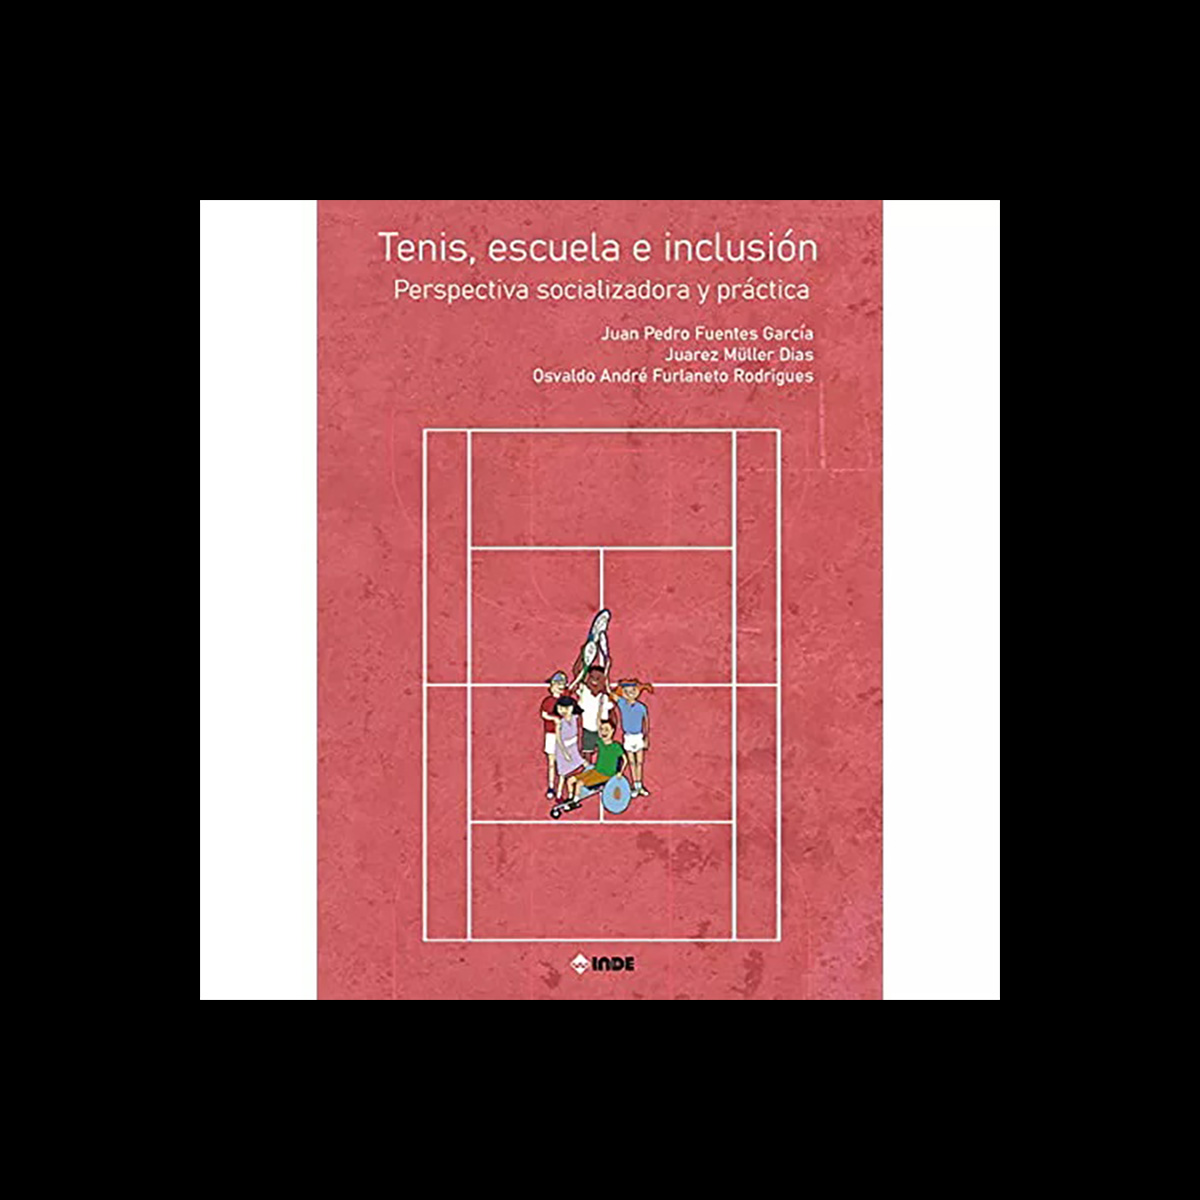 Tenis, escuela e inclusión
Perspectiva socializadora y práctica
Juan Pedro Fuentes García
Juarez Müller Dias
Osvaldo André Furlaneto Rodrigues
INDE